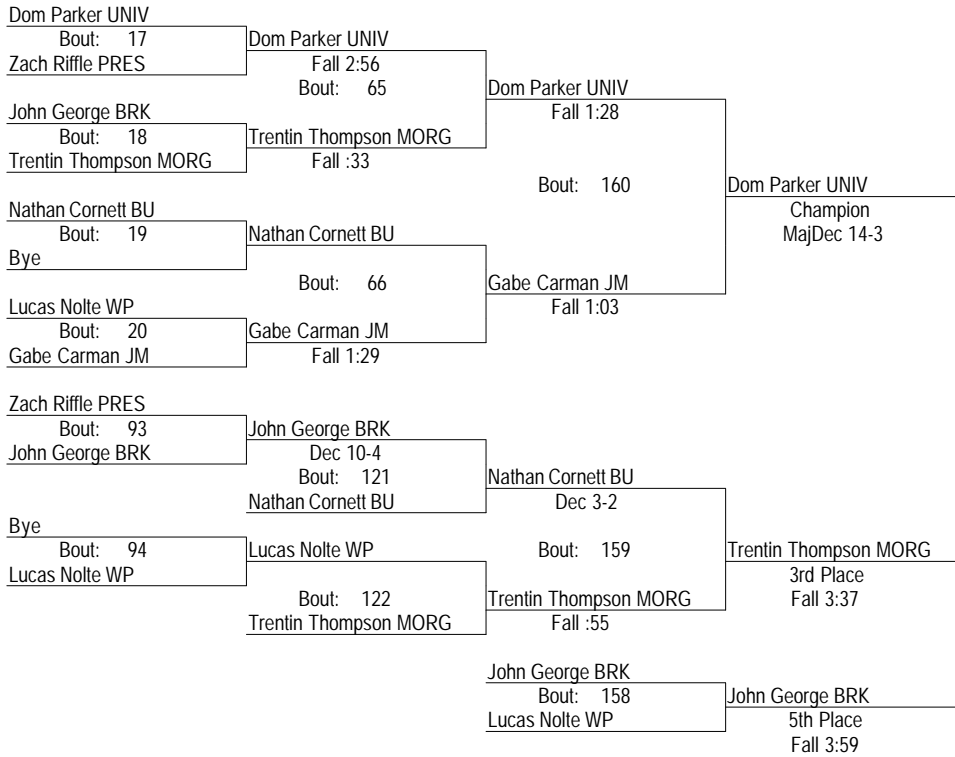 Dom Parker UNIV
Bout: 17
Dom Parker UNIV
Zach Riffle PRES
Fall 2:56
Bout: 65
Dom Parker UNIV
John George BRK
Fall 1:28
Bout: 18
Trentin Thompson MORG
Trentin Thompson MORG
Fall :33
Bout: 160
Dom Parker UNIV
Nathan Cornett BU
Champion
Bout: 19
Nathan Cornett BU
MajDec 14-3
Bye
Bout: 66
Gabe Carman JM
Lucas Nolte WP
Fall 1:03
Bout: 20
Gabe Carman JM
Gabe Carman JM
Fall 1:29
Zach Riffle PRES
Bout: 93
John George BRK
John George BRK
Dec 10-4
Bout: 121
Nathan Cornett BU
Nathan Cornett BU
Dec 3-2
Bye
Bout: 94
Lucas Nolte WP
Bout: 159
Trentin Thompson MORG
Lucas Nolte WP
3rd Place
Bout: 122
Trentin Thompson MORG
Fall 3:37
Trentin Thompson MORG
Fall :55
John George BRK
Bout: 158
John George BRK
Lucas Nolte WP
5th Place
Fall 3:59